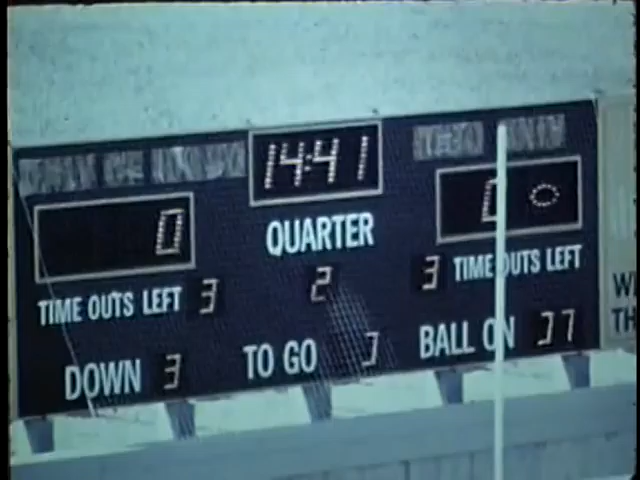 14:41
0 0
QUARTER
TIME OUTS LEFT 3 2 3 TIME OUTS LEFT
DOWN 3 TO GO BALL ON 37